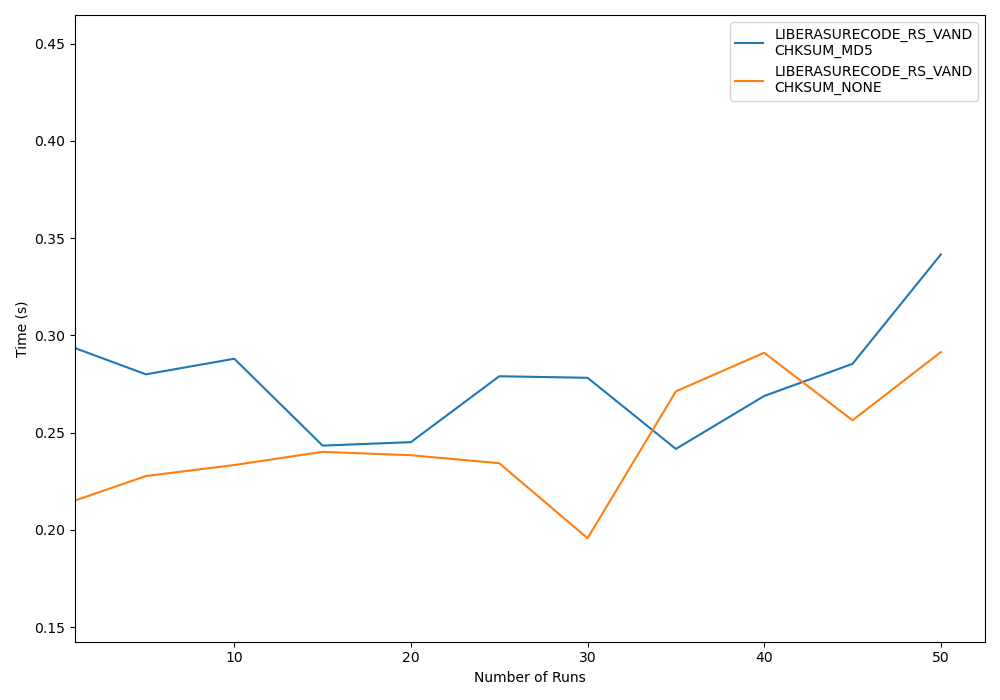 0.45
0.40
0.35
0.30
0.25
0.20
0.15
Time (s)
10 20 30 40 50
Number of Runs
LIBERASURECODE_RS_VAND
CHKSUM_MD5
LIBERASURECODE_RS_VAND
CHKSUM_NONE